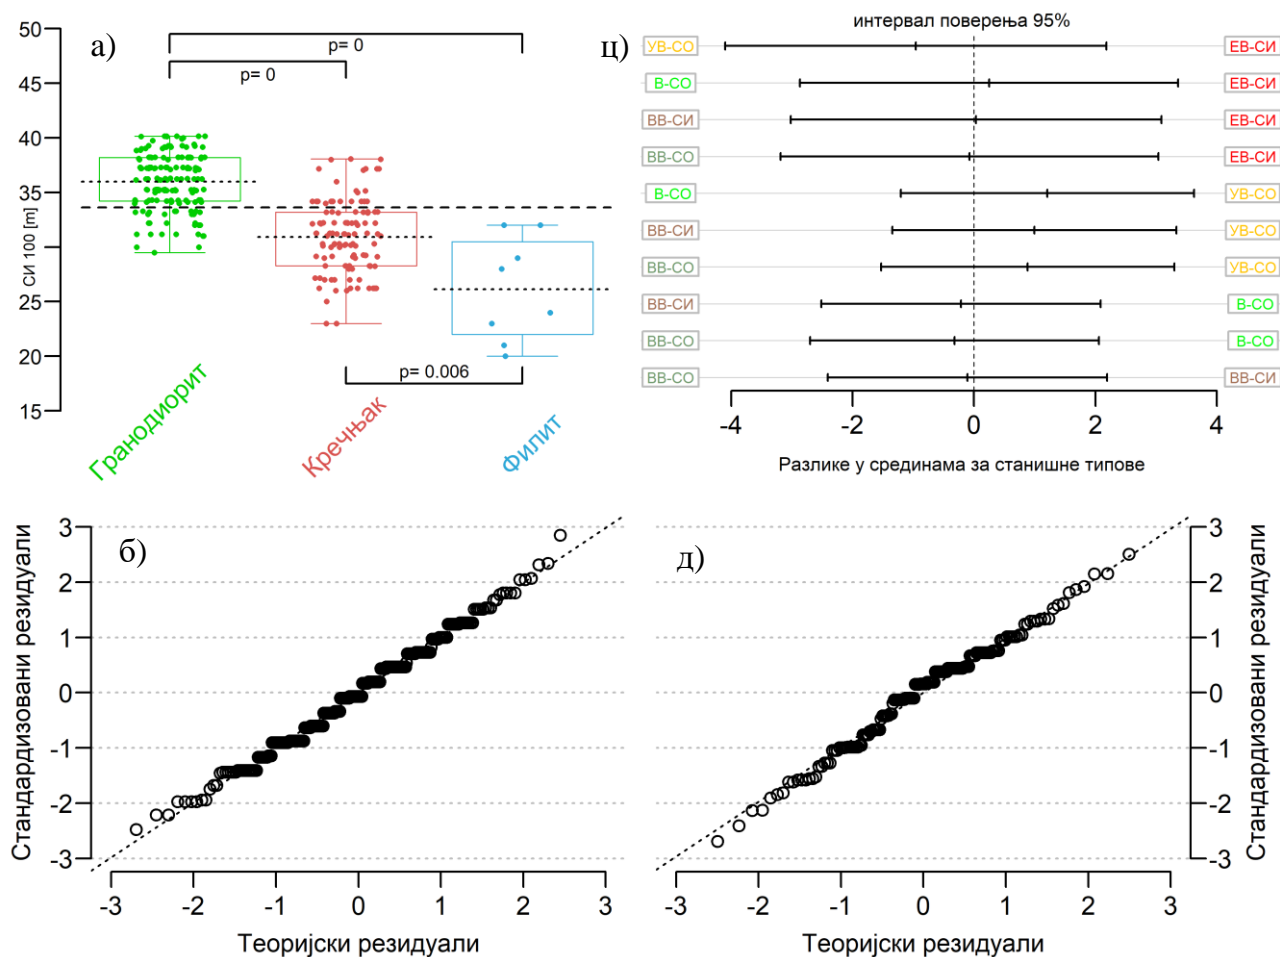 а)
50
45
40
35
30
25
20
15
СИ 100 [m]
p= 0
p= 0
p= 0.006
Гранодиорит
Кречњак
Филит
ц)
интервал поверења 95%
УВ-СО ЕВ-СИ
В-СО ЕВ-СИ
ВВ-СИ ЕВ-СИ
ВВ-СО ЕВ-СИ
В-СО УВ-СО
ВВ-СИ УВ-СО
ВВ-СО УВ-СО
ВВ-СИ В-СО
ВВ-СО В-СО
ВВ-СО ВВ-СИ
-4 -2 0 2 4
Разлике у срединама за станишне типове
б)
Стандардизовани резидуали
3
2
1
0
-1
-2
-3
-3 -2 -1 0 1 2 3
Теоријски резидуали
д)
3
2
1
0
-1
-2
-3
Стандардизовани резидуали
-3 -2 -1 0 1 2 3
Теоријски резидуали